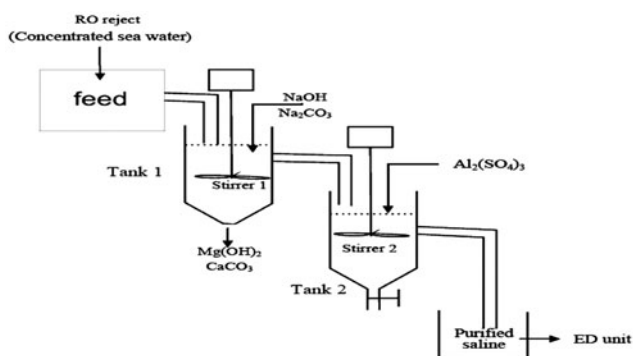 RO reject
(Concentrated sea water)
feed
NaOH
Na₂CO₃
Tank 1
Stirrer 1
Al₂(SO₄)₃
Mg(OH)₂
CaCO₃
Stirrer 2
Tank 2
Purified
saline
ED unit